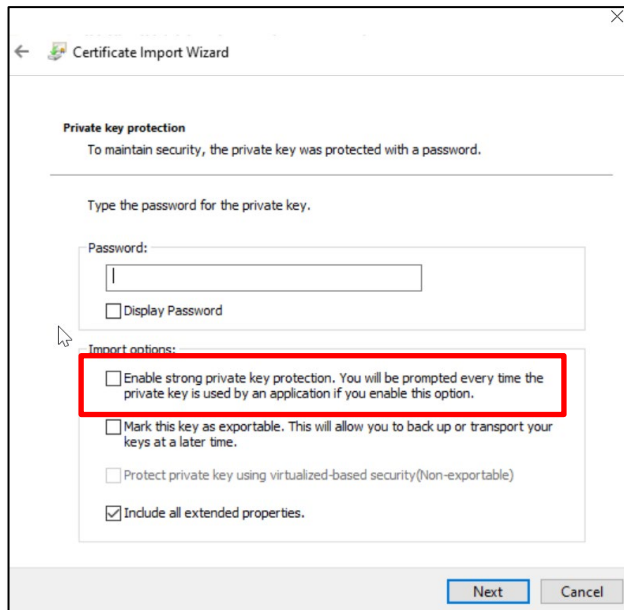 Certificate Import Wizard
Private key protection
To maintain security, the private key was protected with a password.
Type the password for the private key.
Password:
Display Password
Import options:
Enable strong private key protection. You will be prompted every time the
private key is used by an application if you enable this option.
Mark this key as exportable. This will allow you to back up or transport your
keys at a later time.
Protect private key using virtualized-based security(Non-exportable)
Include all extended properties.
Next
Cancel